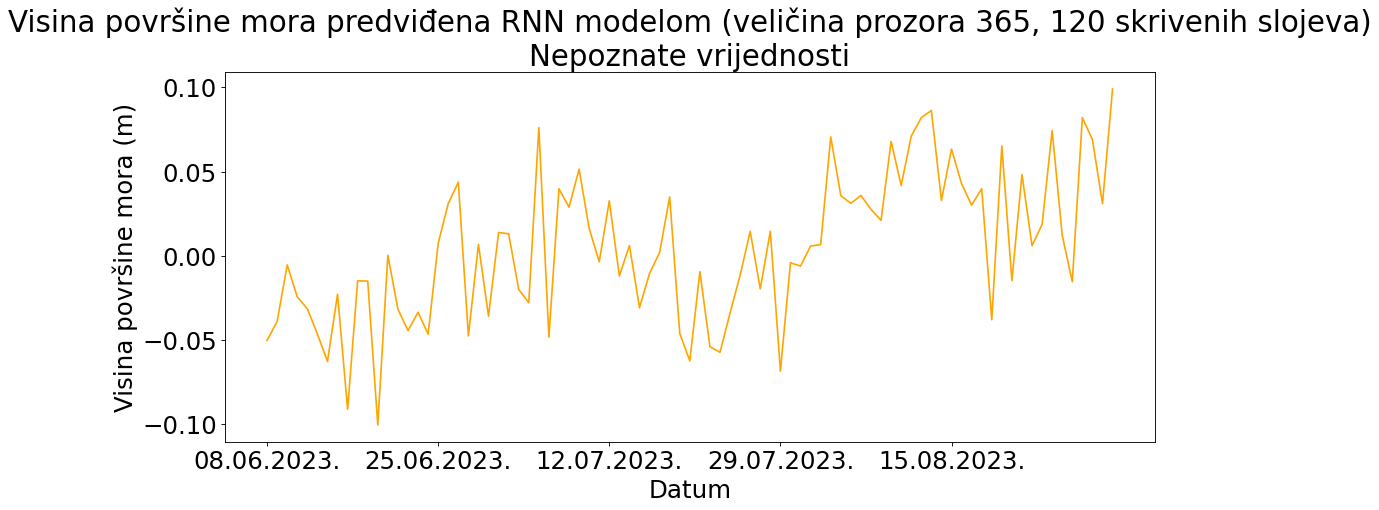 Visina površine mora predviđena RNN modelom (veličina prozora 365, 120 skrivenih slojeva)
Nepoznate vrijednosti
Visina površine mora (m)
0.10
0.05
0.00
−0.05
−0.10
08.06.2023. 25.06.2023. 12.07.2023. 29.07.2023. 15.08.2023.
Datum